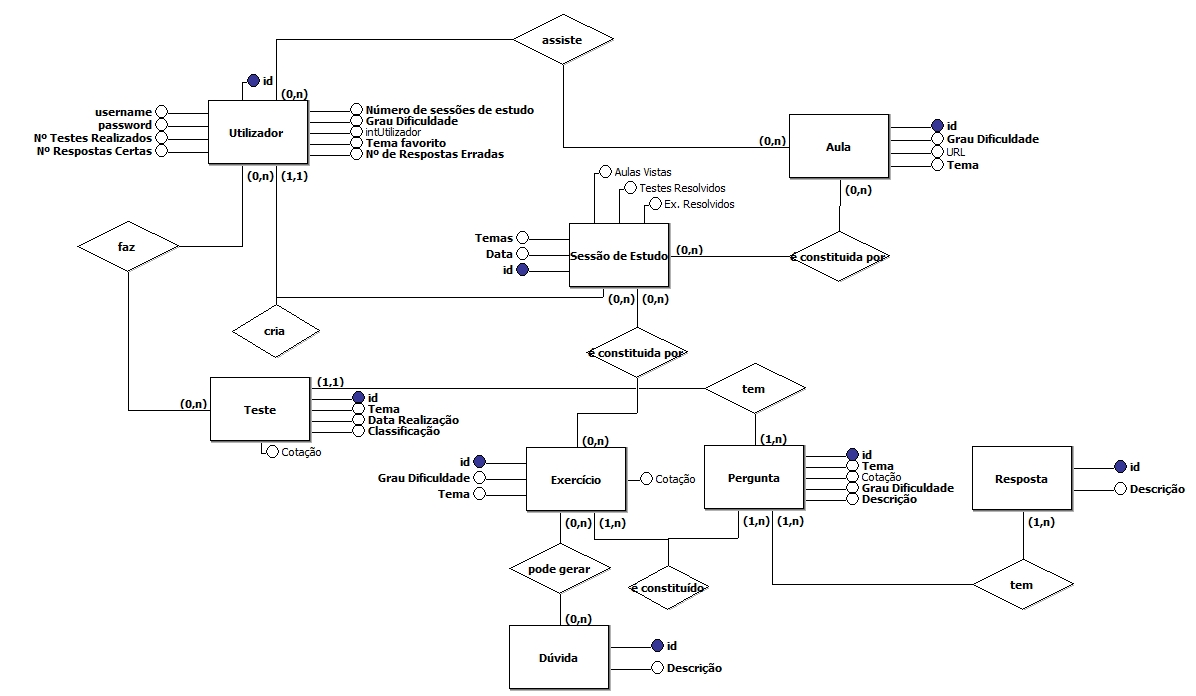 assiste
id
(0,n)
username
password
Nº Testes Realizados
Nº Respostas Certas
Utilizador
Número de sessões de estudo
Grau Dificuldade
intUtilizador
Tema favorito
Nº de Respostas Erradas
(0,n)
(1,1)
(0,n)
Aula
id
Grau Dificuldade
URL
Tema
(0,n)
Aulas Vistas
Testes Resolvidos
Ex. Resolvidos
Temas
Data
id
Sessão de Estudo
(0,n)
é constituida por
faz
(0,n)
(0,n)
cria
é constituida por
(0,n)
Teste
(1,1)
id
Tema
Data Realização
Classificação
Cotação
tem
(0,n)
(1,n)
id
Grau Dificuldade
Tema
Exercício
Cotação
Pergunta
id
Tema
Cotação
Grau Dificuldade
Descrição
Resposta
id
Descrição
(0,n)
(1,n)
(1,n)
(1,n)
(1,n)
pode gerar
é constituído
tem
(0,n)
Dúvida
id
Descrição